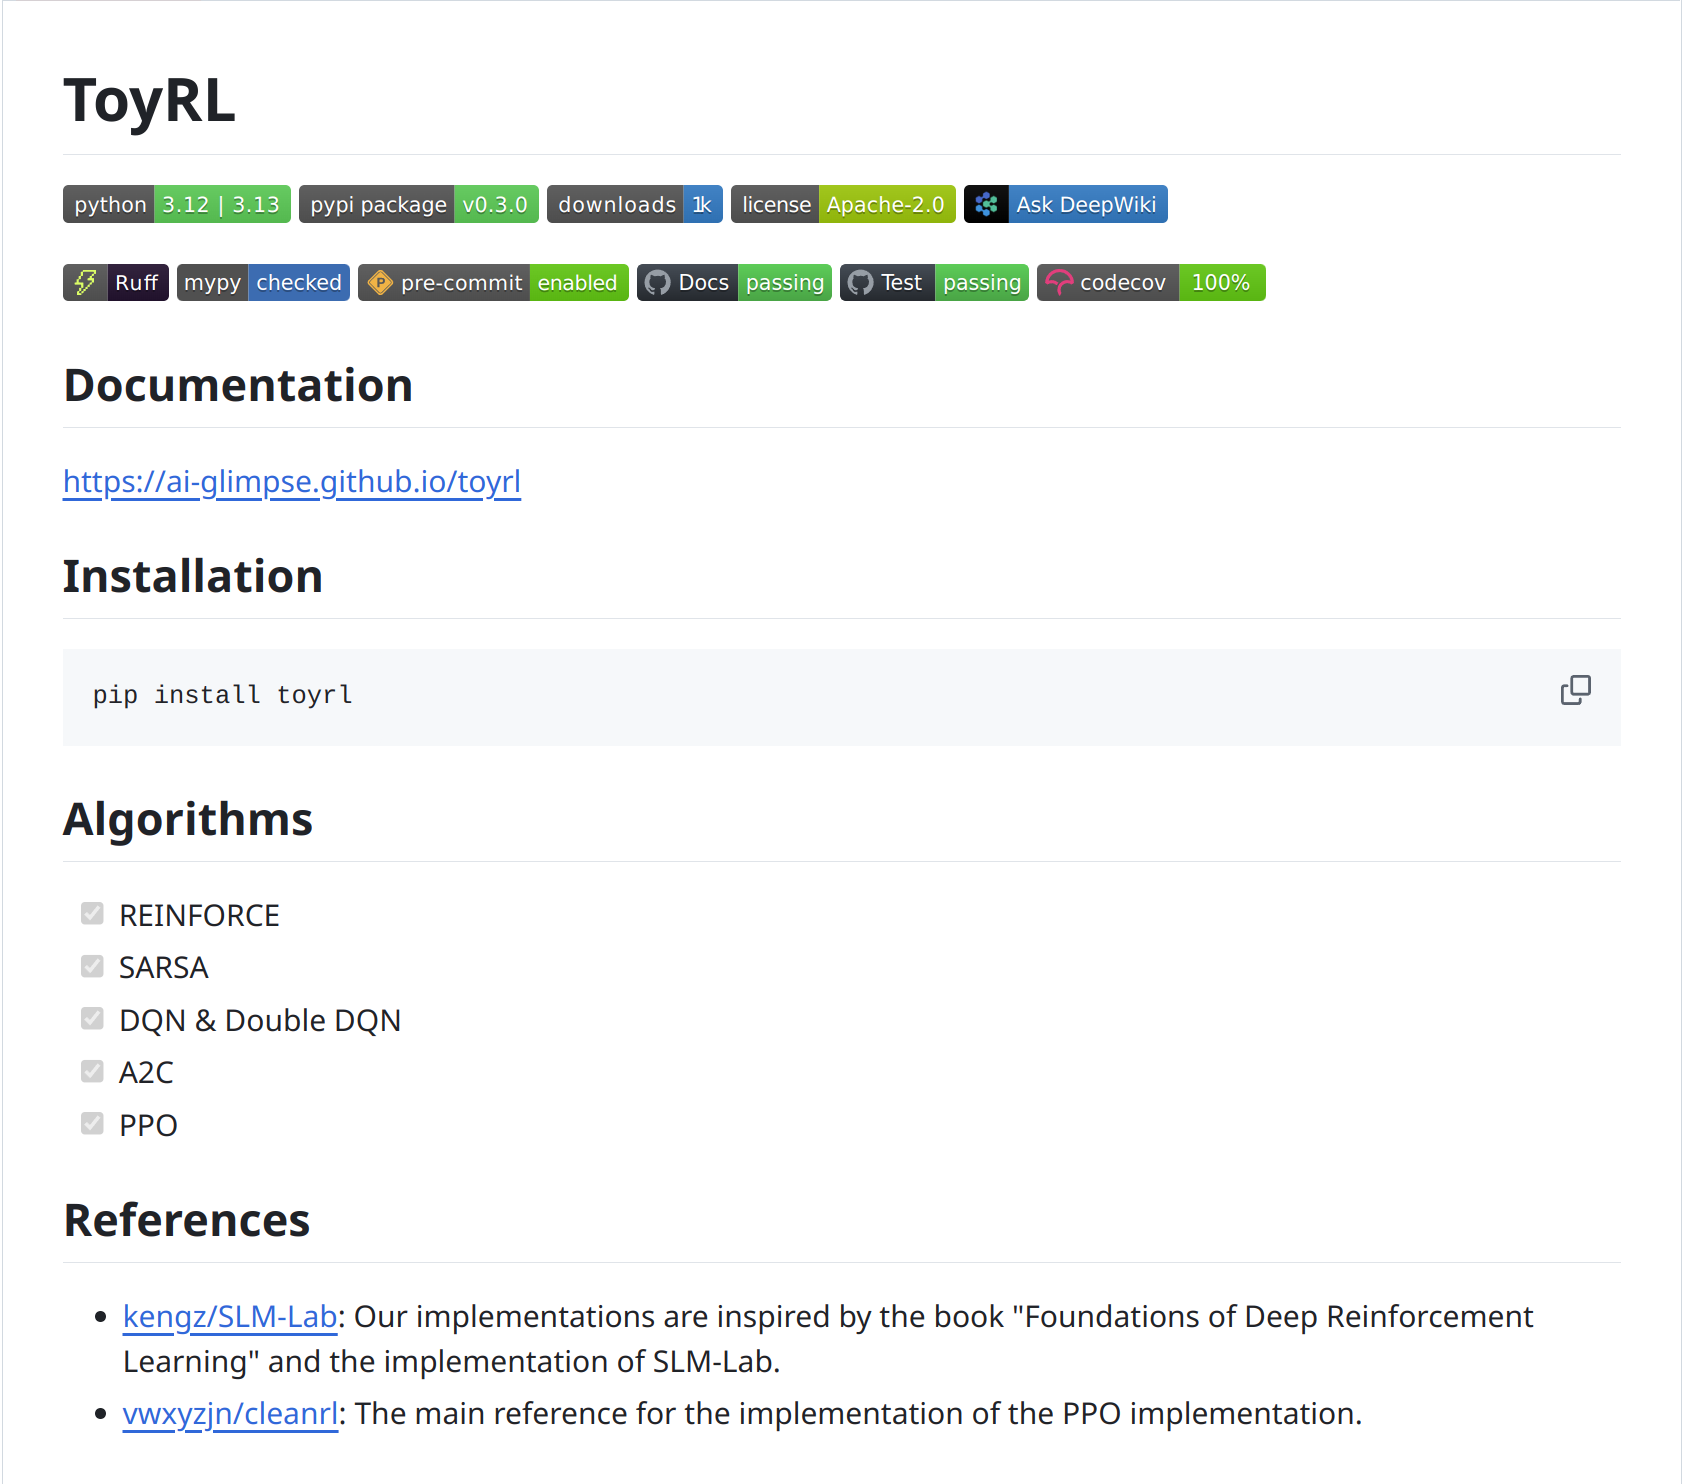 ToyRL
python 3.12 | 3.13 pypi package v0.3.0 downloads 1k license Apache-2.0 Ask DeepWiki
Ruff mypy checked pre-commit enabled Docs passing Test passing codecov 100%
Documentation
https://ai-glimpse.github.io/toyrl
Installation
pip install toyrl
Algorithms
REINFORCE
SARSA
DQN & Double DQN
A2C
PPO
References
kengz/SLM-Lab: Our implementations are inspired by the book "Foundations of Deep Reinforcement
Learning" and the implementation of SLM-Lab.
vwxyzjn/cleanrl: The main reference for the implementation of the PPO implementation.